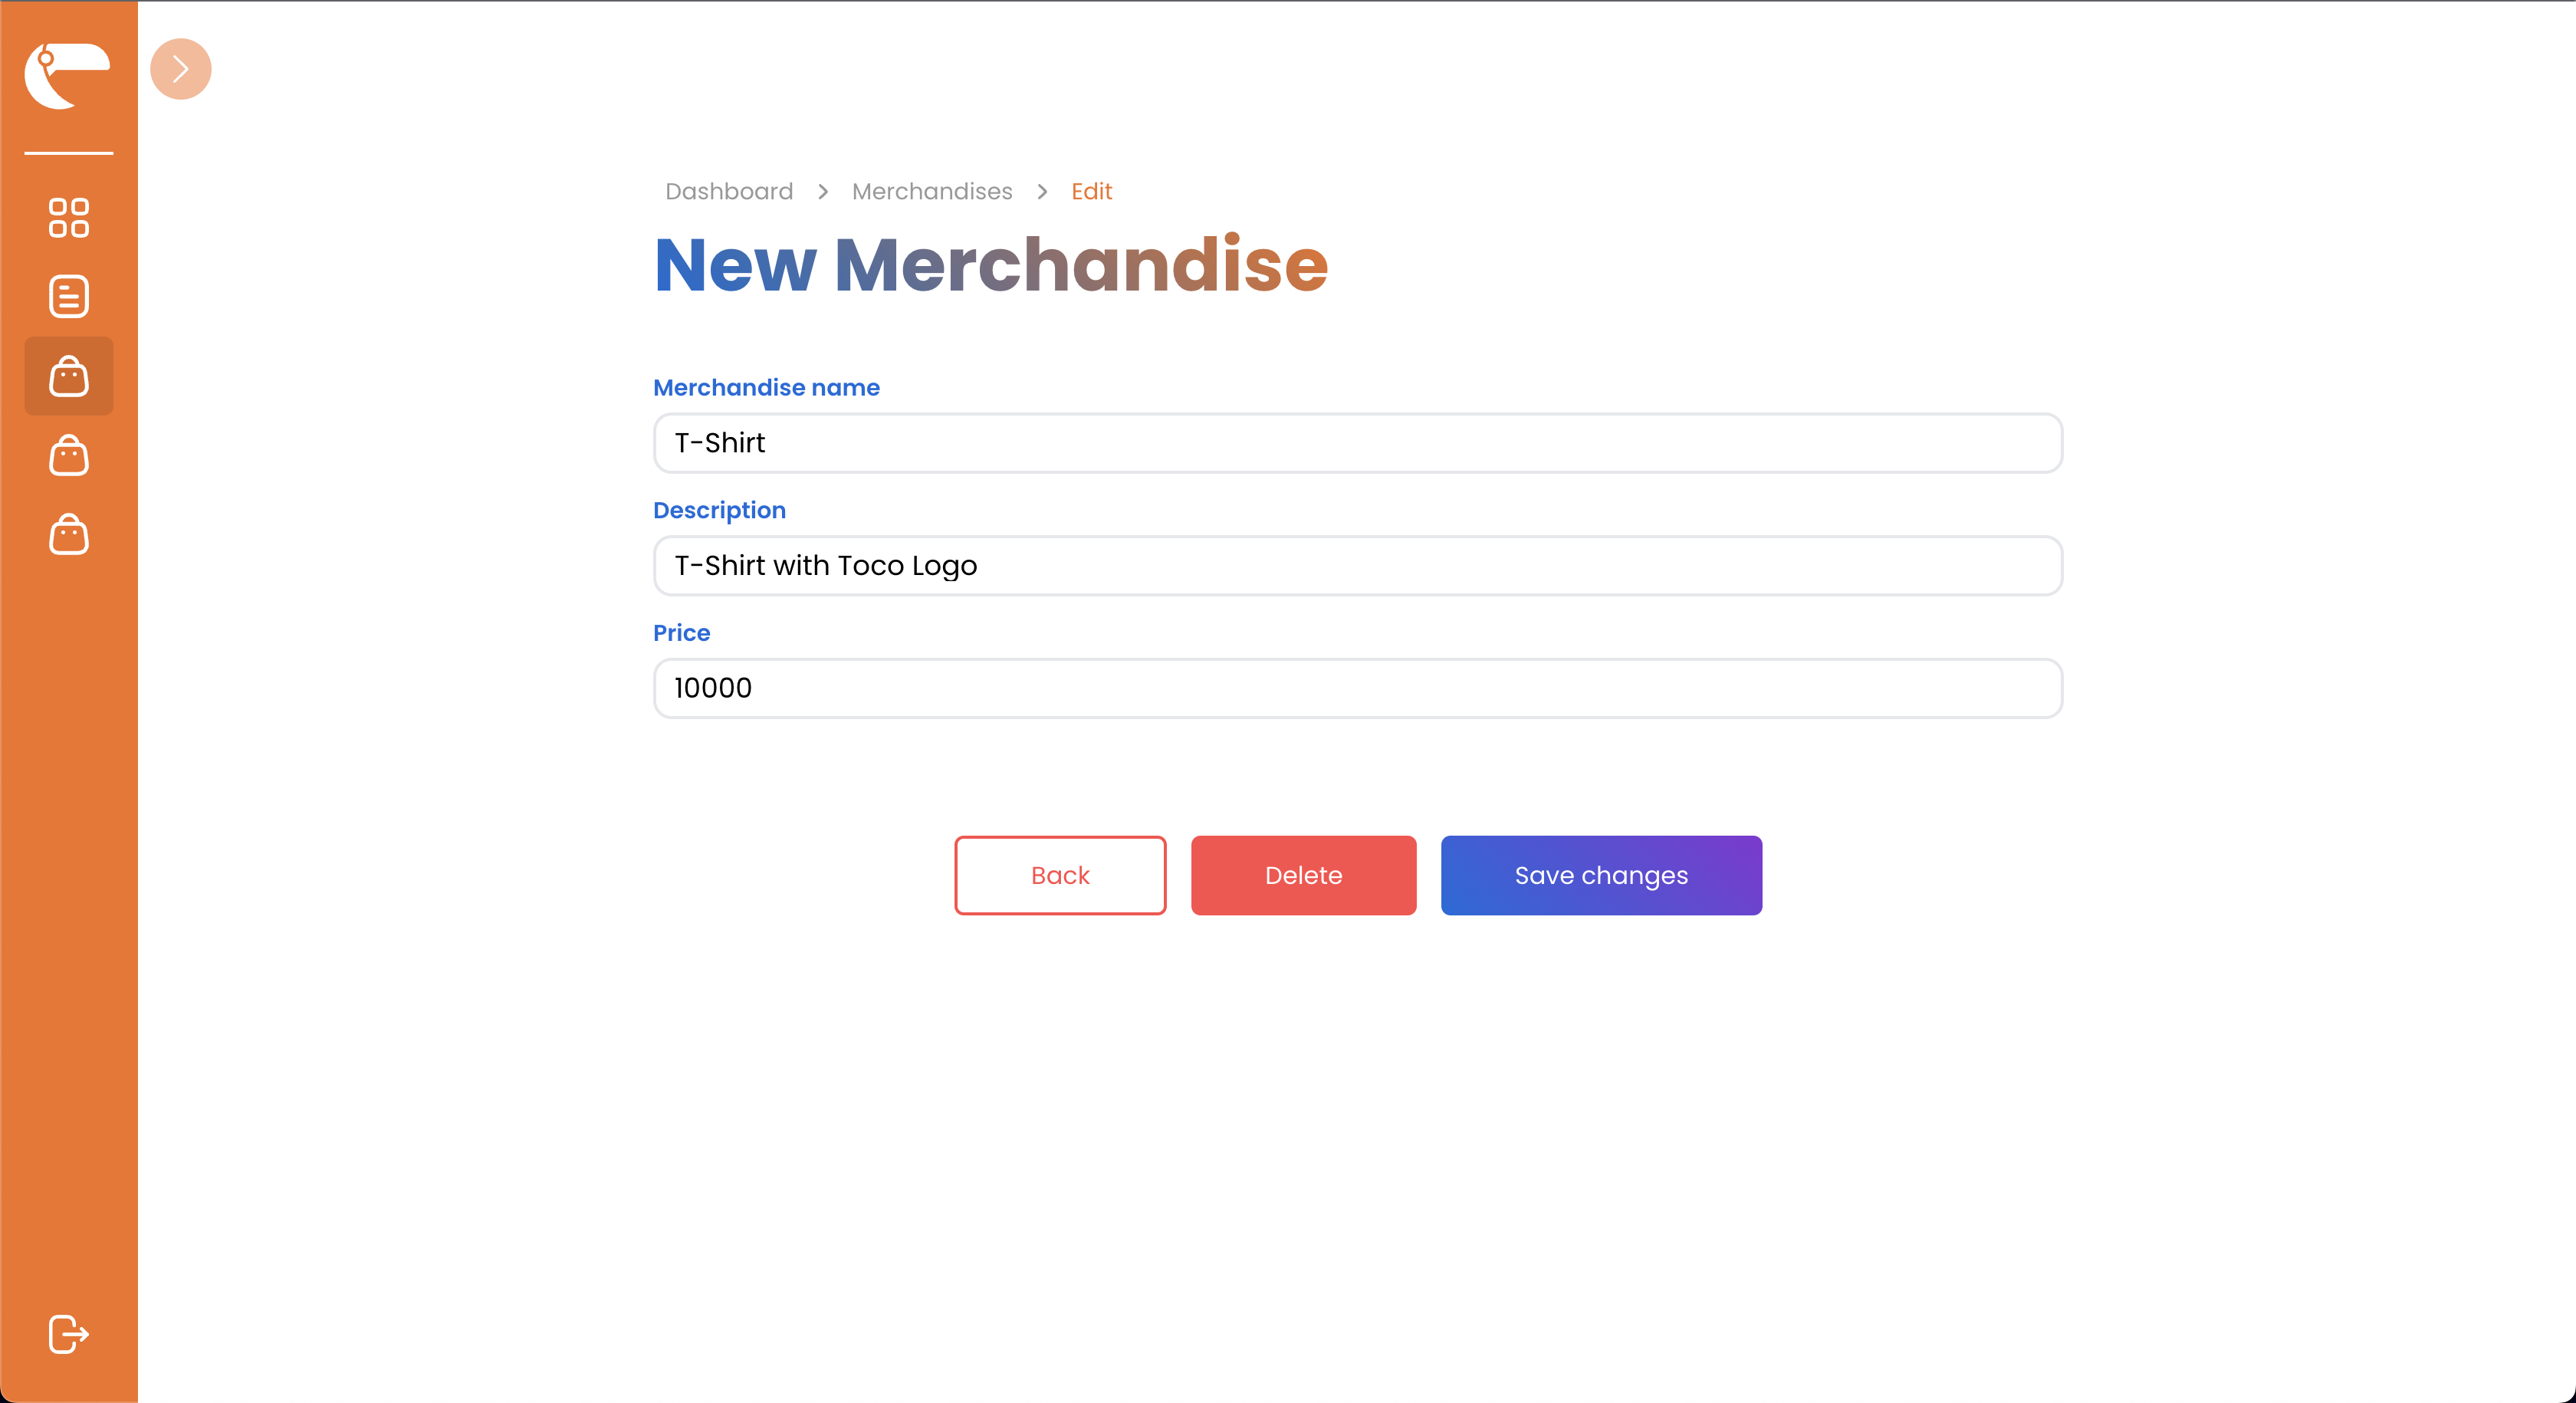 Dashboard > Merchandises > Edit
New Merchandise
Merchandise name
T-Shirt
Description
T-Shirt with Toco Logo
Price
10000
Back Delete Save changes